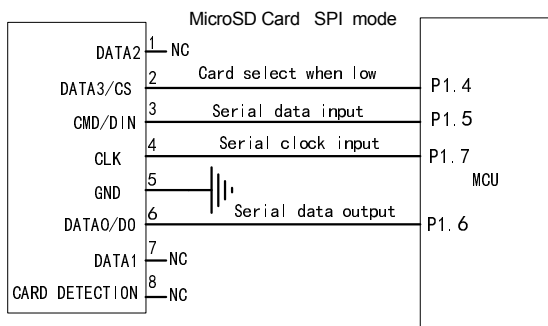 MicroSD Card SPI mode
DATA2 1 NC
DATA3/CS 2 Card select when low P1.4
CMD/DIN 3 Serial data input P1.5
CLK 4 Serial clock input P1.7
MCU
GND 5
DATAO/DO 6 Serial data output P1.6
DATA1 7 NC
CARD DETECTION 8 NC